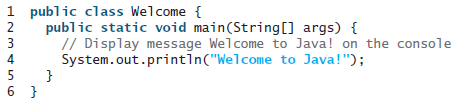 1 public class Welcome {
2   public static void main(String[] args) {
3     // Display message Welcome to Java! on the console
4     System.out.println("Welcome to Java!");
5   }
6 }